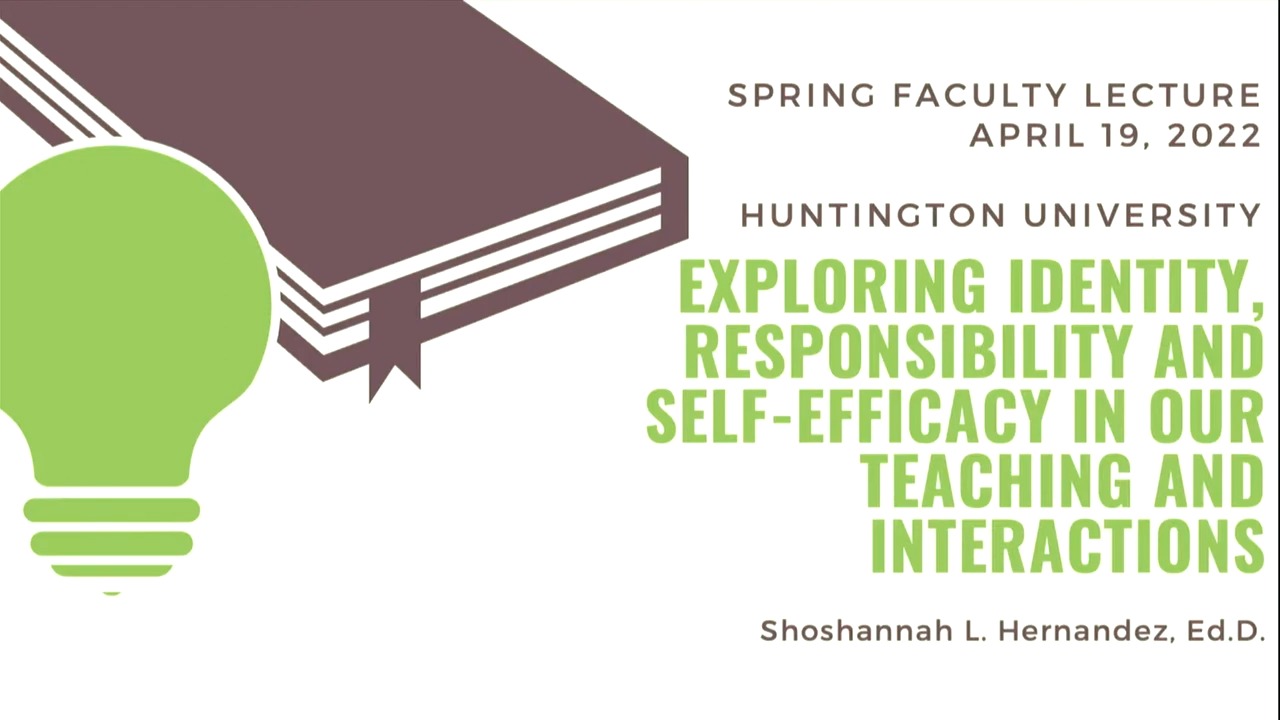 SPRING FACULTY LECTURE
APRIL 19, 2022
HUNTINGTON UNIVERSITY
EXPLORING IDENTITY,
RESPONSIBILITY AND
SELF-EFFICACY IN OUR
TEACHING AND
INTERACTIONS
Shoshannah L. Hernandez, Ed.D.